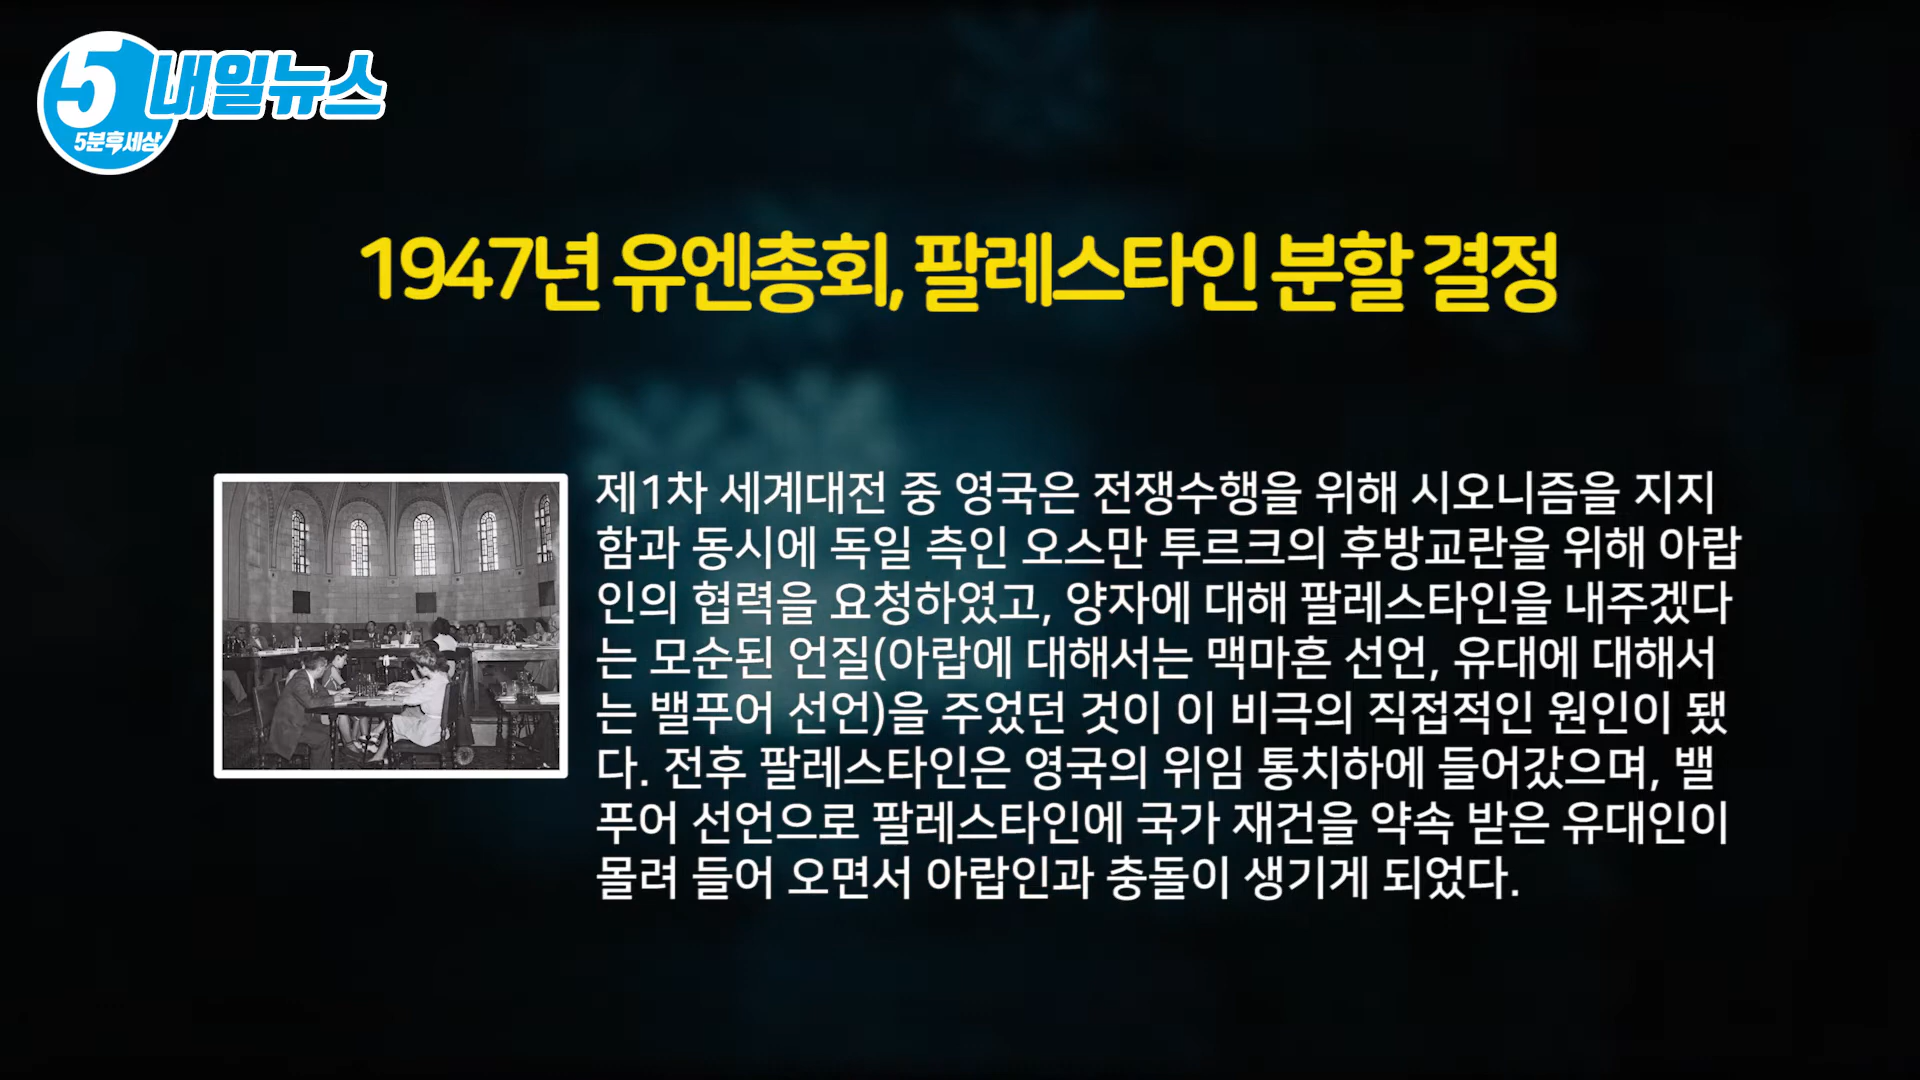 5 내일뉴스
5분후세상
1947년 유엔총회, 팔레스타인 분할 결정
제1차 세계대전 중 영국은 전쟁수행을 위해 시오니즘을 지지
함과 동시에 독일 측인 오스만 투르크의 후방교란을 위해 아랍
인의 협력을 요청하였고, 양자에 대해 팔레스타인을 내주겠다
는 모순된 언질(아랍에 대해서는 맥마흔 선언, 유대에 대해서
는 밸푸어 선언)을 주었던 것이 이 비극의 직접적인 원인이 됐
다. 전후 팔레스타인은 영국의 위임 통치하에 들어갔으며, 밸
푸어 선언으로 팔레스타인에 국가 재건을 약속 받은 유대인이
몰려 들어 오면서 아랍인과 충돌이 생기게 되었다.